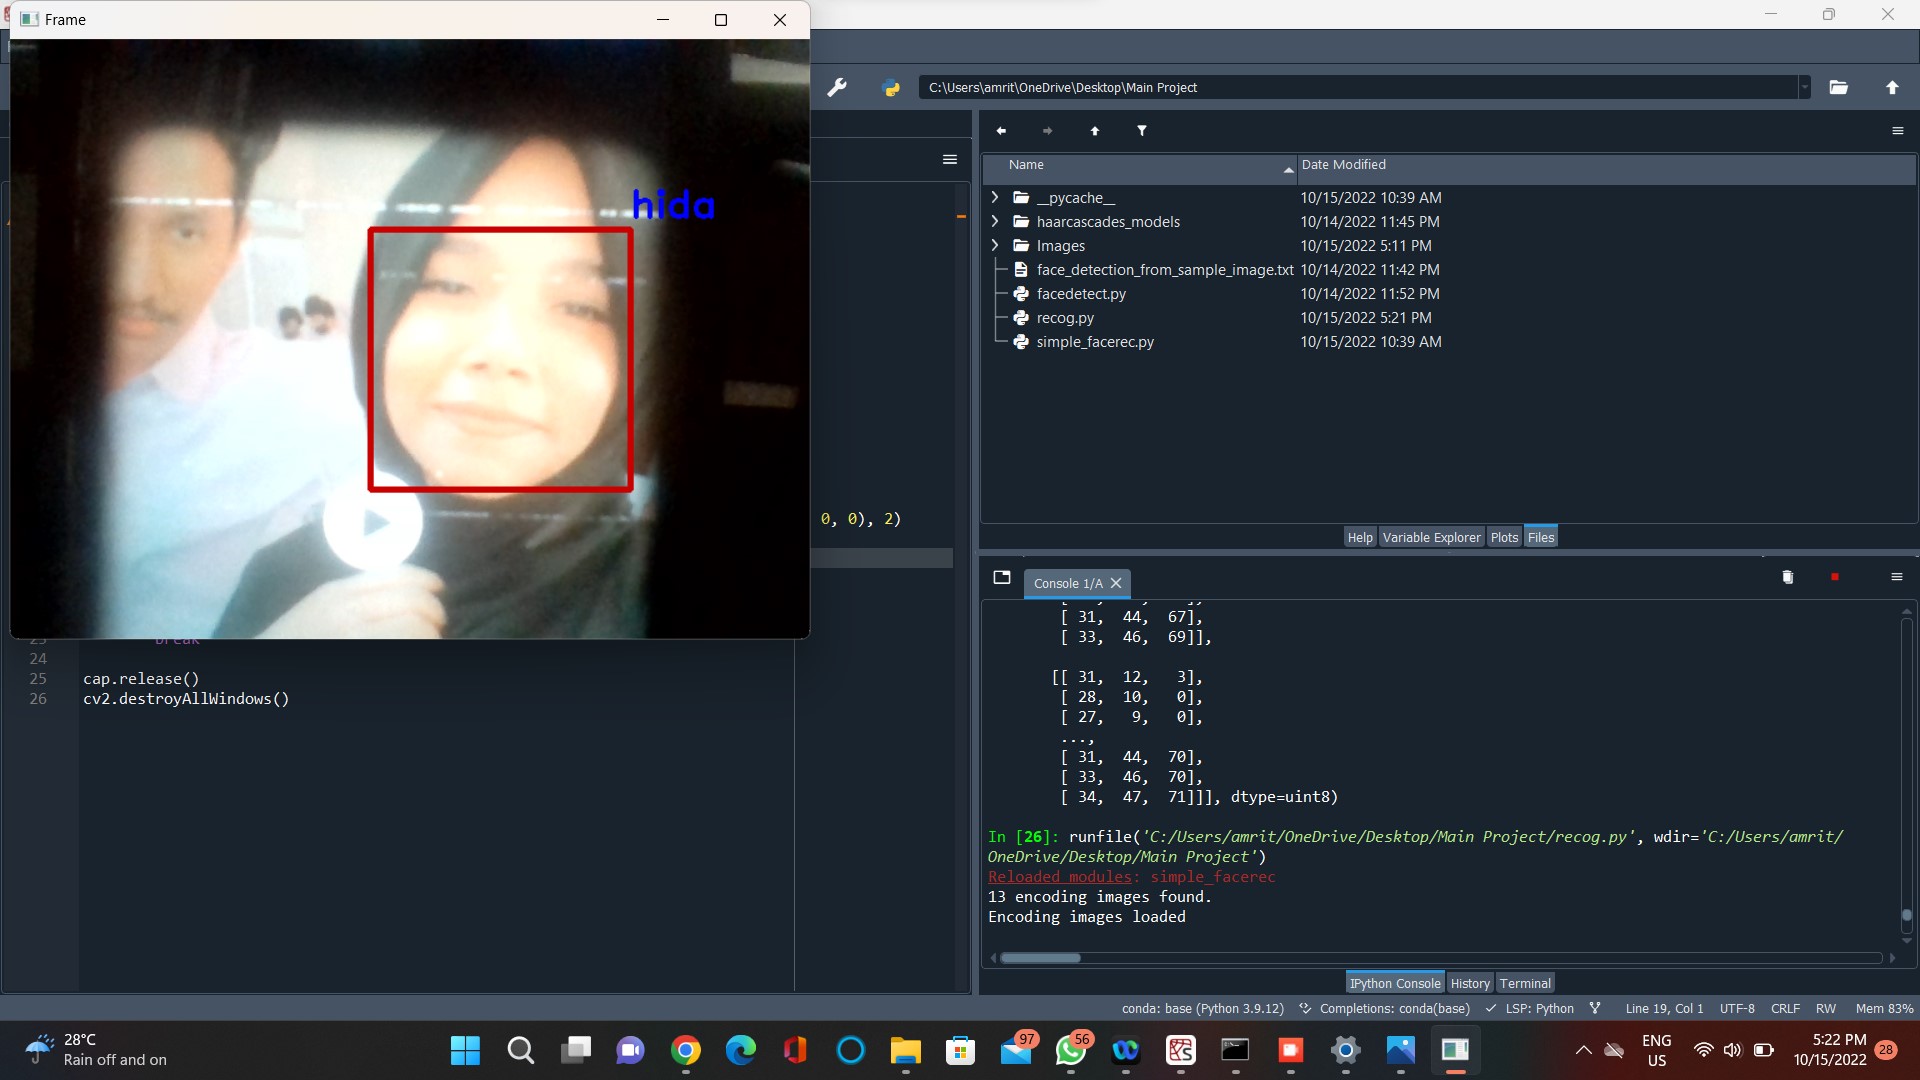 Frame
hida
C:\Users\amrit\OneDrive\Desktop\Main Project
Name
Date Modified
__pycache__
10/15/2022 10:39 AM
haarcascades_models
10/14/2022 11:45 PM
Images
10/15/2022 5:11 PM
face_detection_from_sample_image.txt
10/14/2022 11:42 PM
facedetect.py
10/14/2022 11:52 PM
recog.py
10/15/2022 5:21 PM
simple_facerec.py
10/15/2022 10:39 AM
0, 0), 2)
Help
Variable Explorer
Plots
Files
24
25 cap.release()
26 cv2.destroyAllWindows()
Console 1/A
[ 31, 44, 67],
[ 33, 46, 69]],
[[ 31, 12, 3],
[ 28, 10, 0],
[ 27, 9, 0],
...,
[ 31, 44, 70],
[ 33, 46, 70],
[ 34, 47, 71]]], dtype=uint8)
In [26]: runfile('C:/Users/amrit/OneDrive/Desktop/Main Project/recog.py', wdir='C:/Users/amrit/
OneDrive/Desktop/Main Project')
Reloaded modules: simple_facerec
13 encoding images found.
Encoding images loaded
IPython Console
History
Terminal
conda: base (Python 3.9.12)
Completions: conda(base)
LSP: Python
Line 19, Col 1
UTF-8
CRLF
RW
Mem 83%
28°C
Rain off and on
97
56
ENG
US
5:22 PM
10/15/2022
28